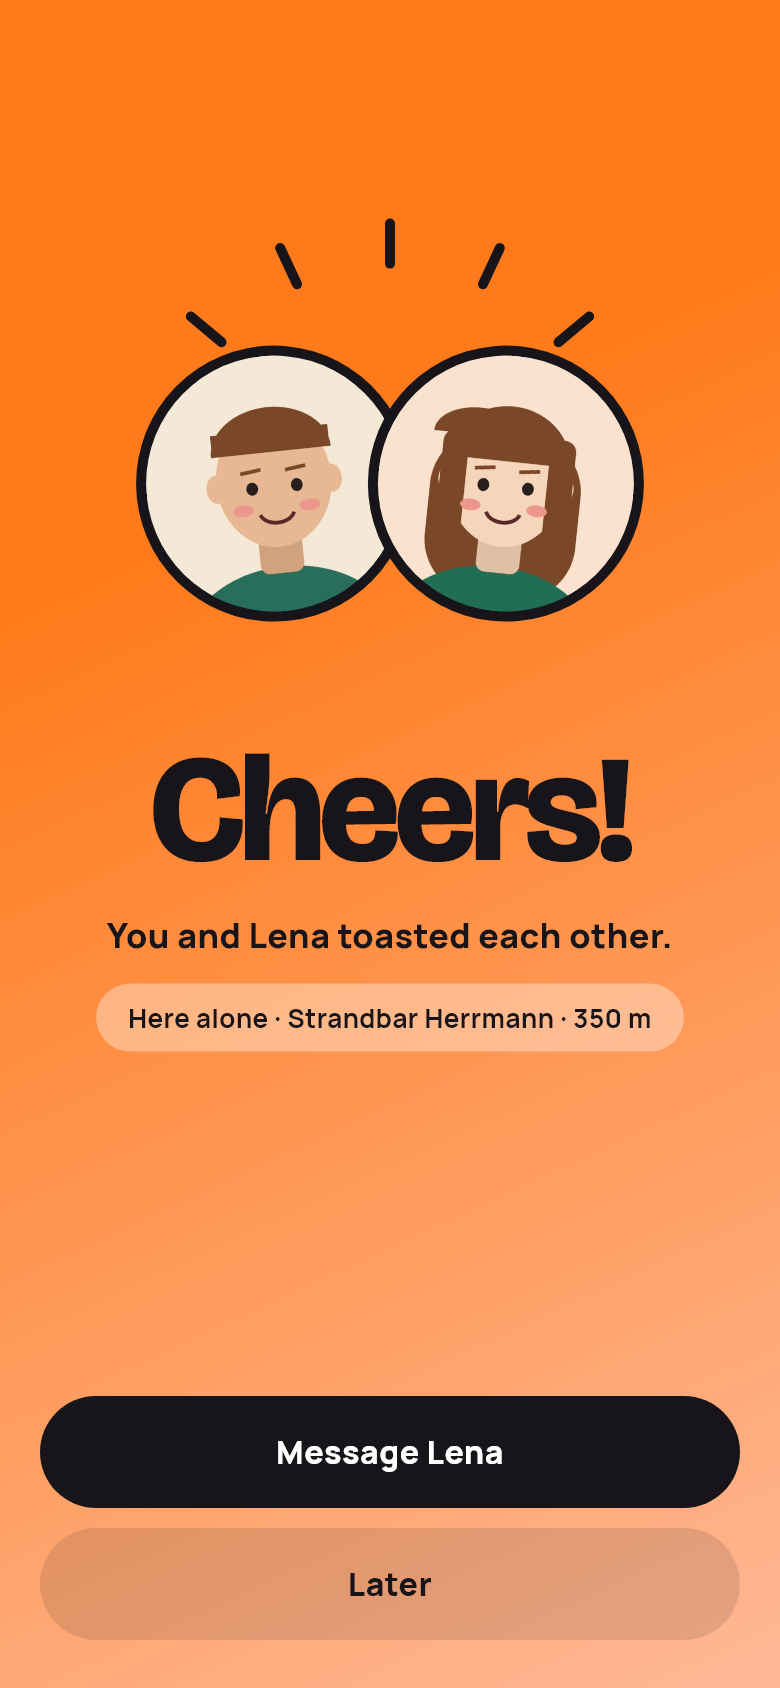 Cheers!
You and Lena toasted each other.
Here alone · Strandbar Herrmann · 350 m
Message Lena
Later